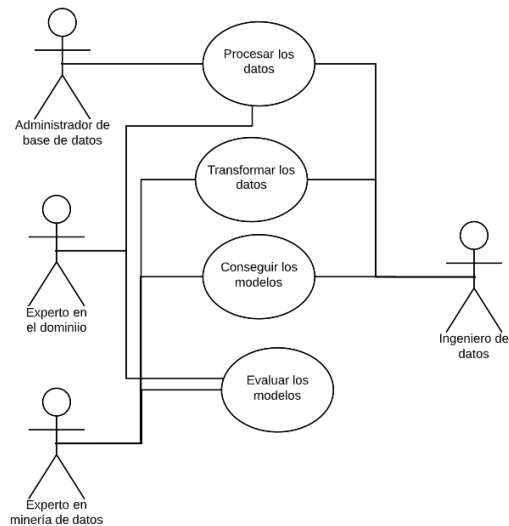 Procesar los
datos
Administrador de
base de datos
Transformar los
datos
Conseguir los
modelos
Experto en
el dominiio
Ingeniero de
datos
Evaluar los
modelos
Experto en
minería de datos